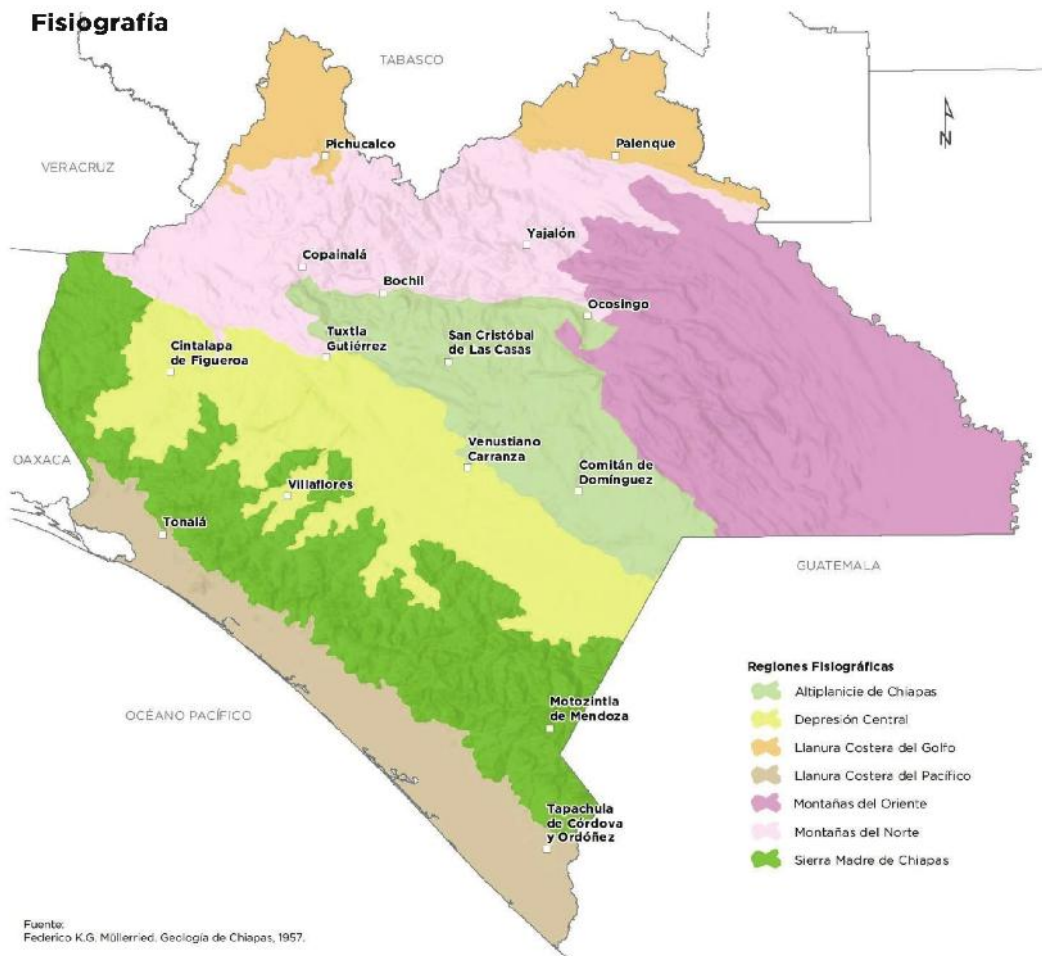 Fisiografía
TABASCO
Pichucalco
Palenque
VERACRUZ
Yajalón
Copainalá
Bochil
Ocosingo
Tuxtla
Gutiérrez
San Cristóbal
de Las Casas
Cintalapa
de Figueroa
Venustiano
Carranza
OAXACA
Comitán de
Domínguez
Villaflores
Tonalá
GUATEMALA
Regiones Fisiográficas
Altiplanicie de Chiapas
Depresión Central
Llanura Costera del Golfo
Llanura Costera del Pacífico
Montañas del Oriente
Montañas del Norte
Sierra Madre de Chiapas
OCÉANO PACÍFICO
Motozintla
de Mendoza
Tapachula
de Córdova
y Ordóñez
N
Fuente:
Federico K.G. Müllerried. Geología de Chiapas, 1957.